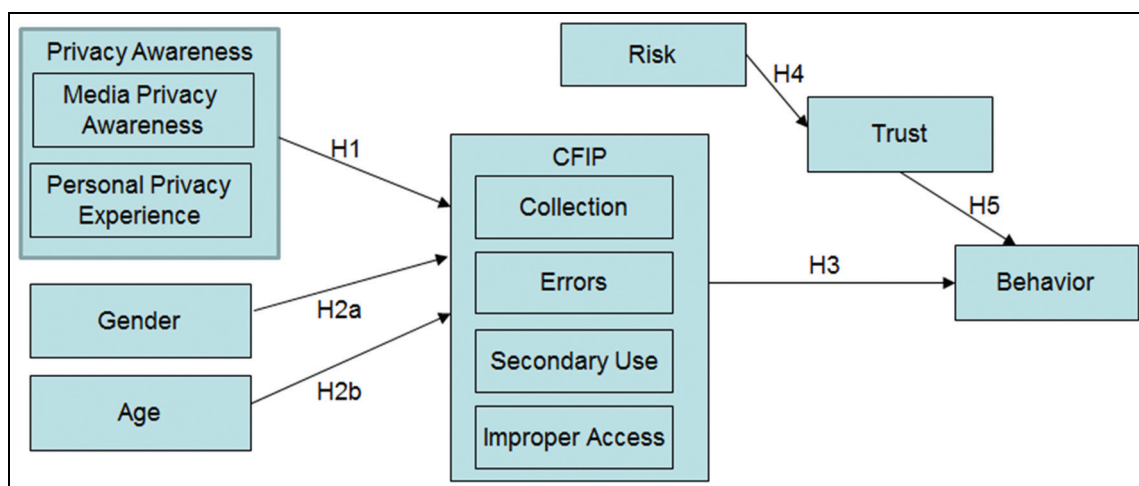 Privacy Awareness
Media Privacy
Awareness
Personal Privacy
Experience
Gender
Age
H1
H2a
H2b
CFIP
Collection
Errors
Secondary Use
Improper Access
Risk
H4
Trust
H5
H3
Behavior